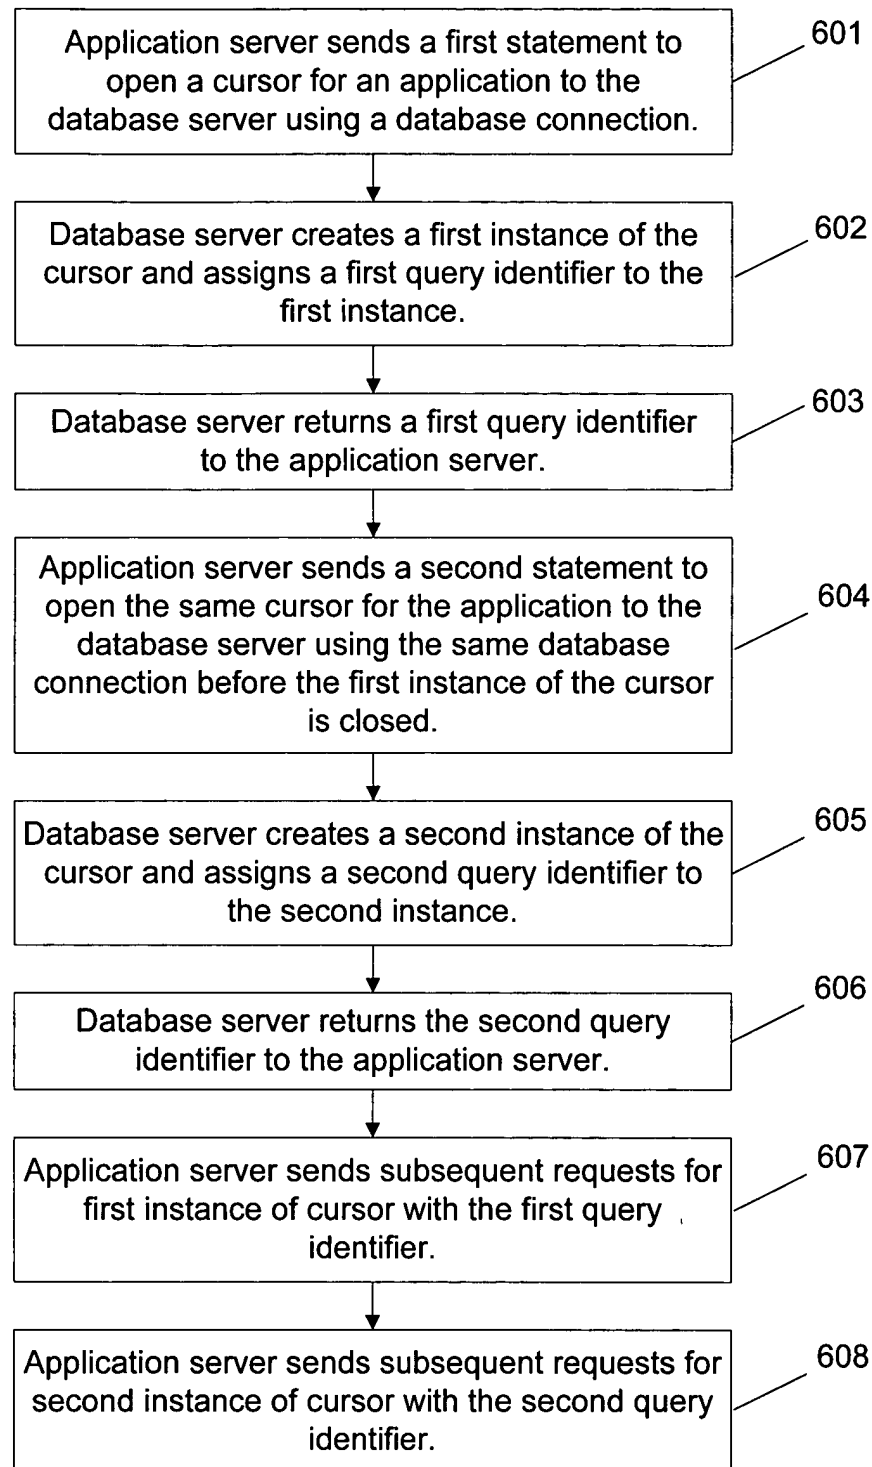 Application server sends a first statement to
open a cursor for an application to the
database server using a database connection.
601
Database server creates a first instance of the
cursor and assigns a first query identifier to the
first instance.
602
Database server returns a first query identifier
to the application server.
603
Application server sends a second statement to
open the same cursor for the application to the
database server using the same database
connection before the first instance of the cursor
is closed.
604
Database server creates a second instance of the
cursor and assigns a second query identifier to
the second instance.
605
Database server returns the second query
identifier to the application server.
606
Application server sends subsequent requests for
first instance of cursor with the first query
identifier.
607
Application server sends subsequent requests for
second instance of cursor with the second query
identifier.
608